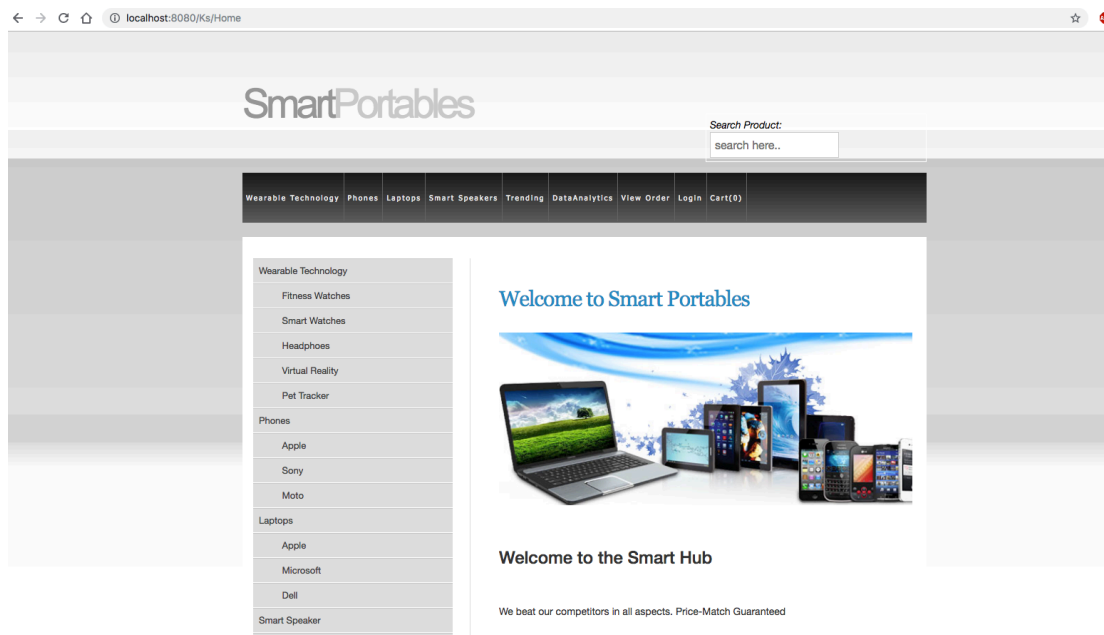 localhost:8080/Ks/Home
SmartPortables
Search Product:
search here..
Wearable Technology Phones Laptops Smart Speakers Trending DataAnalytics View Order Login Cart(0)
Wearable Technology
Fitness Watches
Smart Watches
Headphoes
Virtual Reality
Pet Tracker
Phones
Apple
Sony
Moto
Laptops
Apple
Microsoft
Dell
Smart Speaker
Welcome to Smart Portables
Welcome to the Smart Hub
We beat our competitors in all aspects. Price-Match Guaranteed